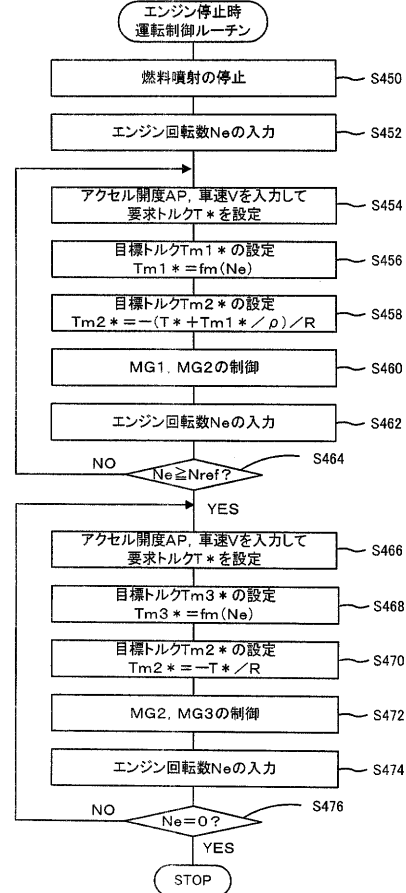 エンジン停止時
運転制御ルーチン
燃料噴射の停止
S450
エンジン回転数Neの入力
S452
アクセル開度AP，車速Vを入力して
要求トルクT*を設定
S454
目標トルクTm1*の設定
Tm1*=fm(Ne)
S456
目標トルクTm2*の設定
Tm2*=-(T*+Tm1*/ρ)/R
S458
MG1，MG2の制御
S460
エンジン回転数Neの入力
S462
S464
NO
Ne≧Nref?
YES
アクセル開度AP，車速Vを入力して
要求トルクT*を設定
S466
目標トルクTm3*の設定
Tm3*=fm(Ne)
S468
目標トルクTm2*の設定
Tm2*=-T*/R
S470
MG2，MG3の制御
S472
エンジン回転数Neの入力
S474
S476
NO
Ne=0?
YES
STOP